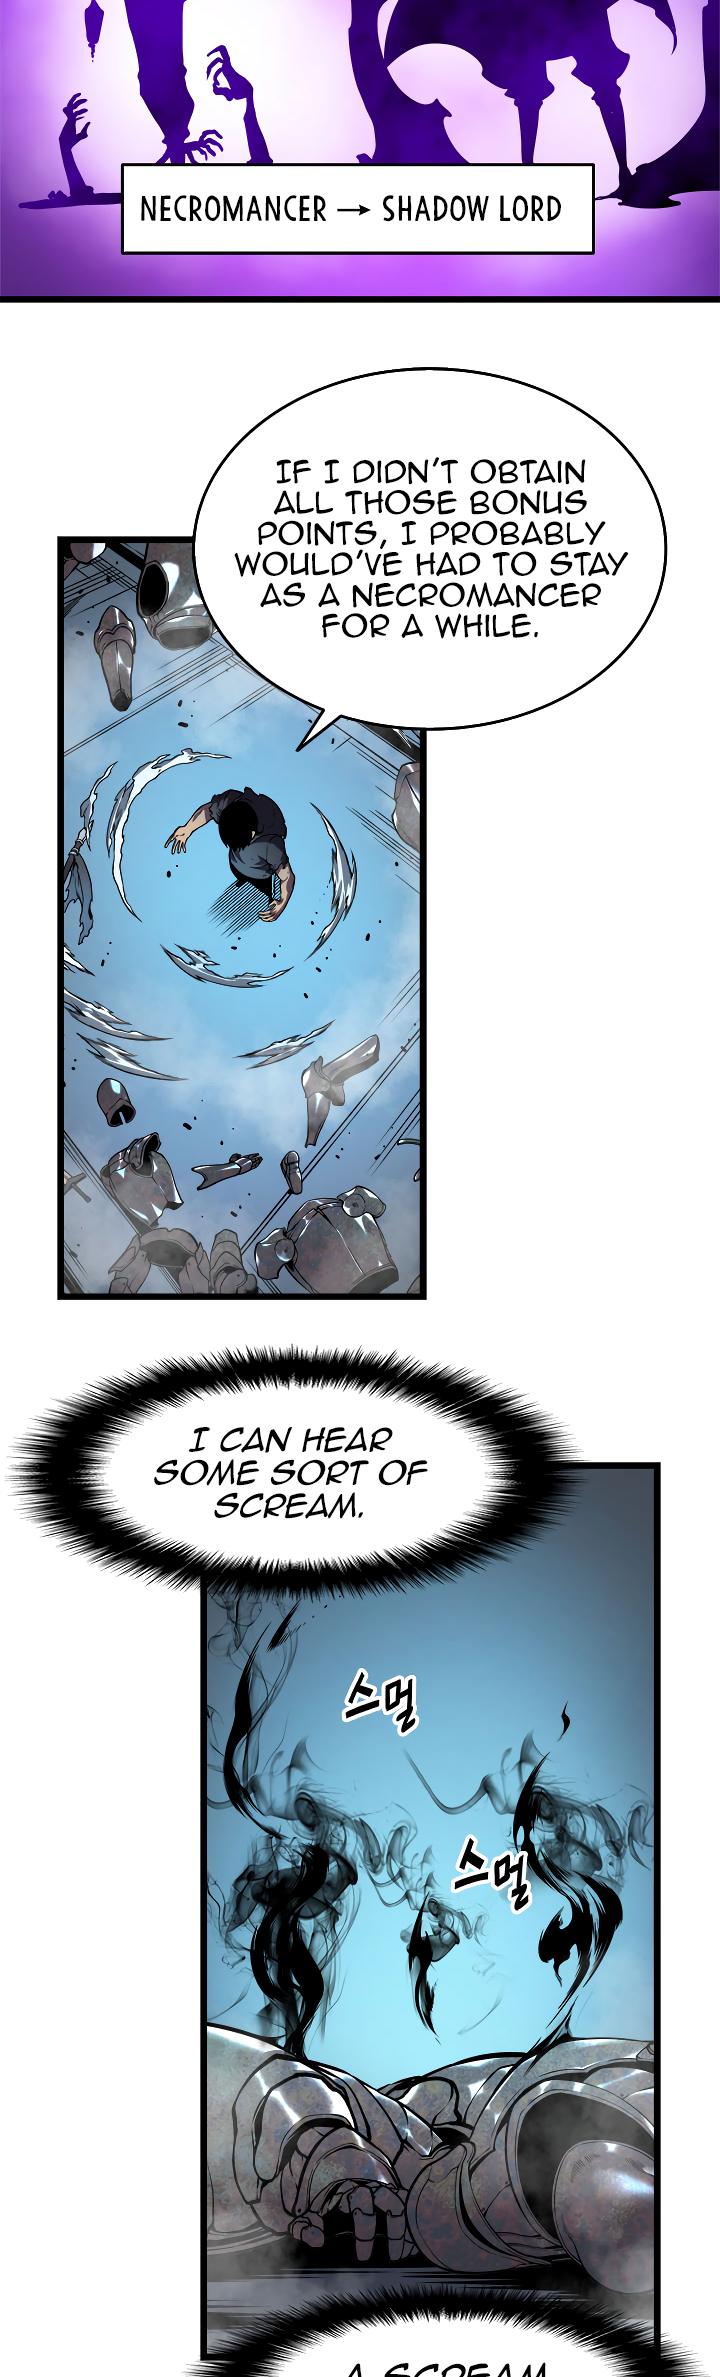 NECROMANCER → SHADOW LORD
IF I DIDN'T OBTAIN
ALL THOSE BONUS
POINTS, I PROBABLY
WOULD'VE HAD TO STAY
AS A NECROMANCER
FOR A WHILE.
I CAN HEAR
SOME SORT OF
SCREAM.
스멀
스멀
A SCREAM